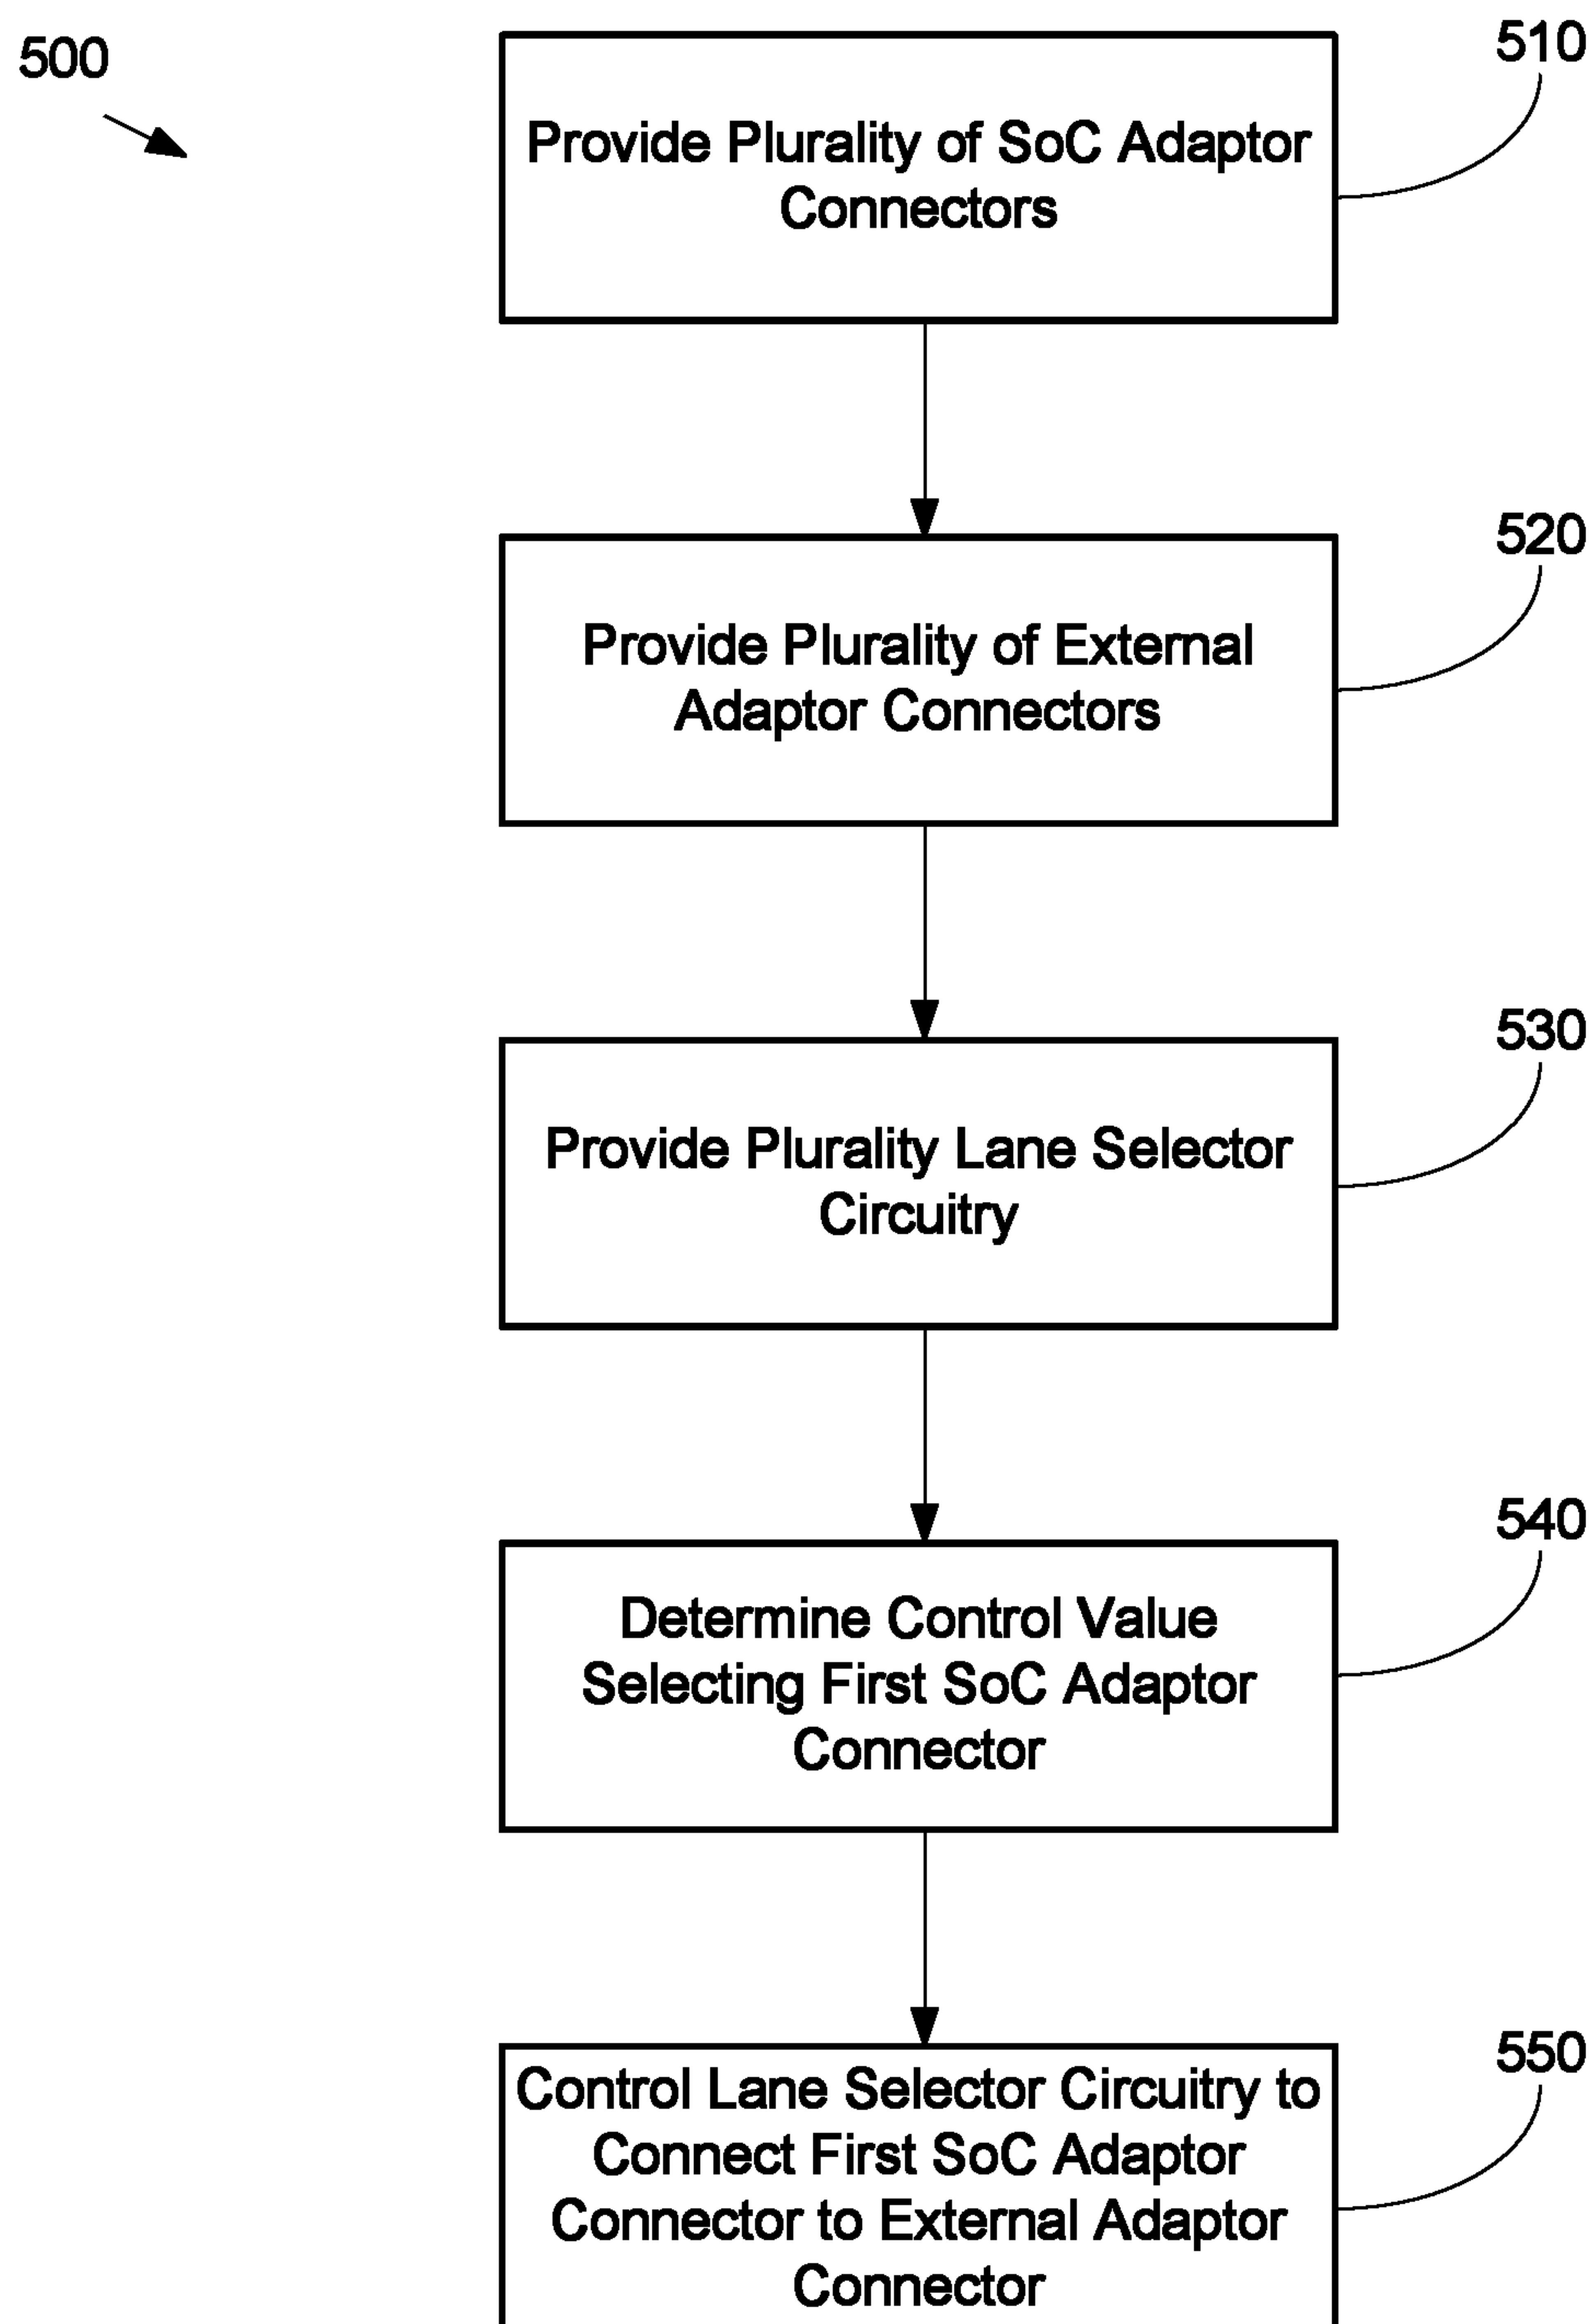 500
510
Provide Plurality of SoC Adaptor
Connectors
520
Provide Plurality of External
Adaptor Connectors
530
Provide Plurality Lane Selector
Circuitry
540
Determine Control Value
Selecting First SoC Adaptor
Connector
550
Control Lane Selector Circuitry to
Connect First SoC Adaptor
Connector to External Adaptor
Connector